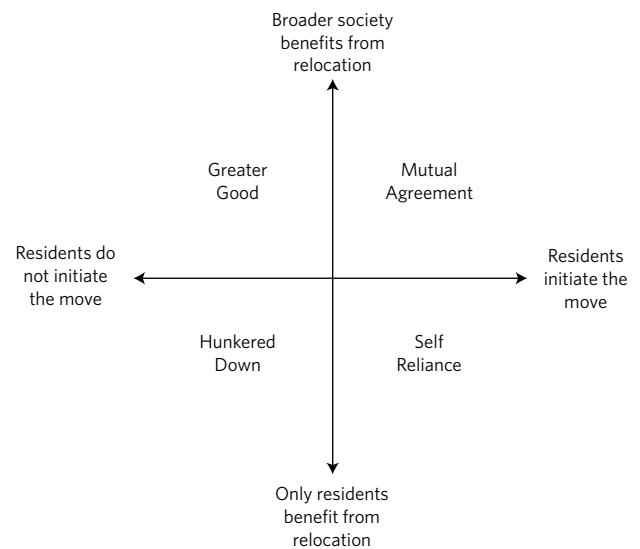 Broader society
benefits from
relocation
Greater
Good
Mutual
Agreement
Residents do
not initiate
the move
Residents
initiate the
move
Hunkered
Down
Self
Reliance
Only residents
benefit from
relocation